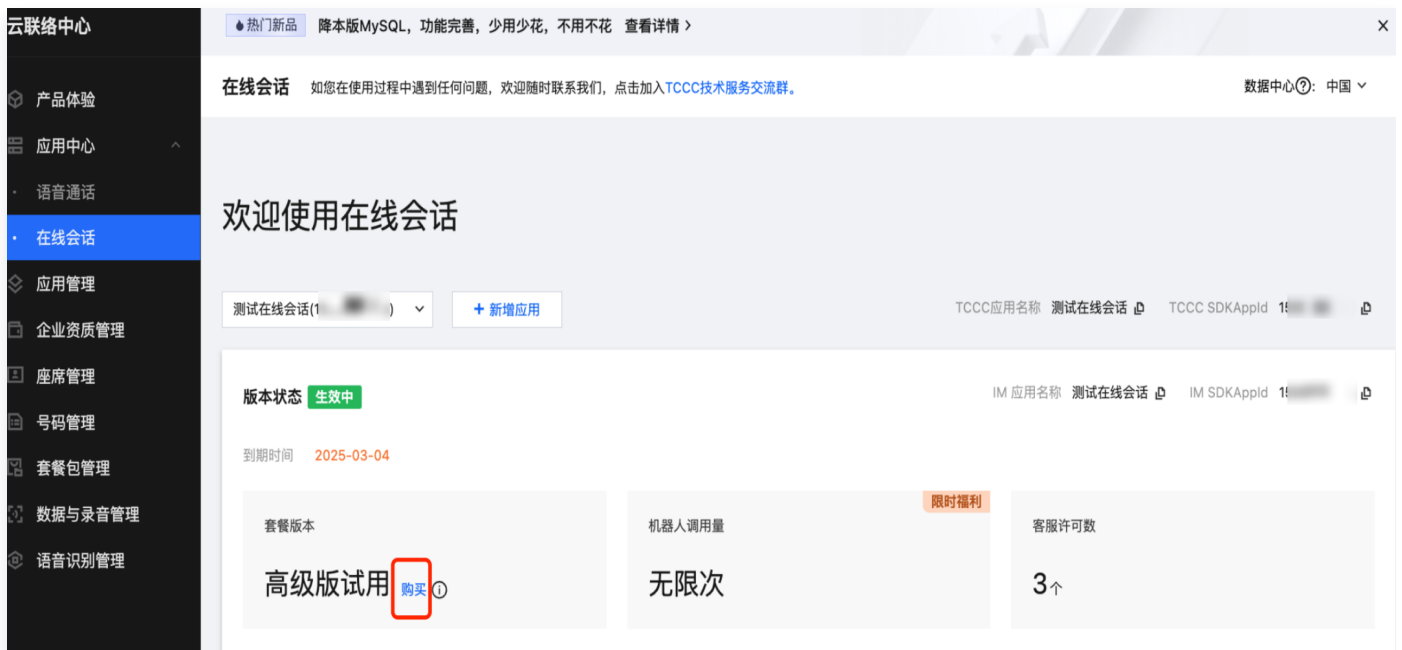 云联络中心
热门新品 降本版MySQL，功能完善，少用少花，不用不花 查看详情 >
在线会话 如您在使用过程中遇到任何问题，欢迎随时联系我们，点击加入TCCC技术服务交流群。 数据中心?： 中国
产品体验
应用中心
语音通话
在线会话
应用管理
企业资质管理
座席管理
号码管理
套餐包管理
数据与录音管理
语音识别管理
欢迎使用在线会话
测试在线会话(1 )
+ 新增应用
TCCC应用名称 测试在线会话 TCCC SDKAppId
版本状态 生效中
IM 应用名称 测试在线会话 IM SDKAppId
到期时间 2025-03-04
套餐版本
高级版试用 购买
限时福利
机器人调用量
无限次
客服许可数
3个